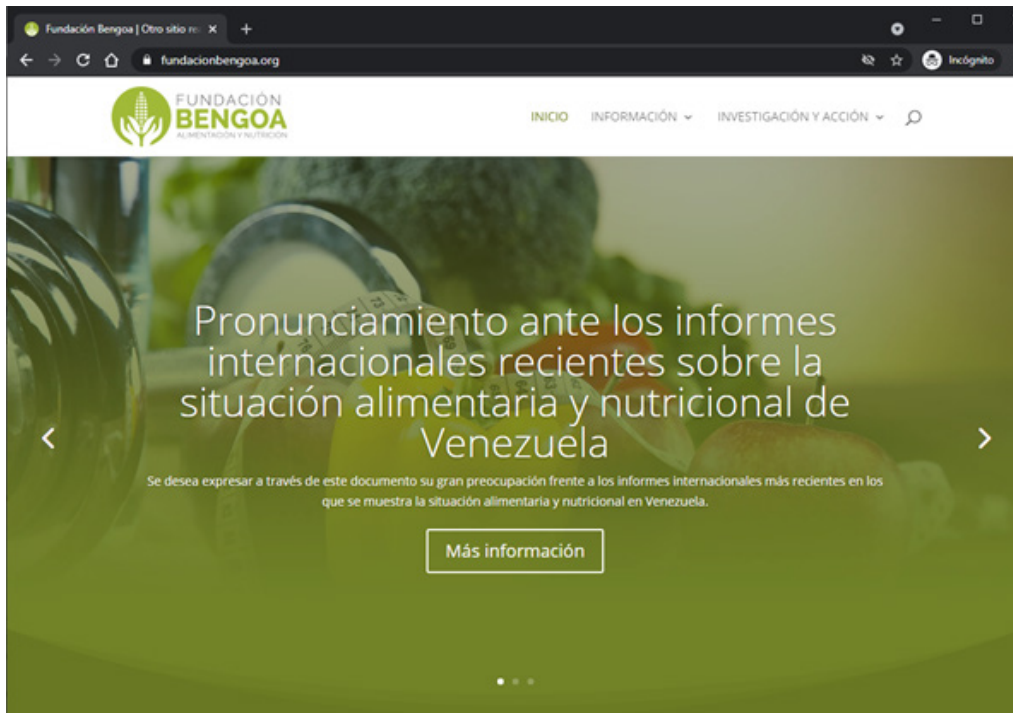 Fundación Bengoa | Otro sitio re
fundacionbengoa.org
Incógnito
FUNDACIÓN
BENGOA
ALIMENTACIÓN Y NUTRICIÓN
INICIO INFORMACIÓN INVESTIGACIÓN Y ACCIÓN
Pronunciamiento ante los informes
internacionales recientes sobre la
situación alimentaria y nutricional de
Venezuela
Se desea expresar a través de este documento su gran preocupación frente a los informes internacionales más recientes en los
que se muestra la situación alimentaria y nutricional en Venezuela.
Más información